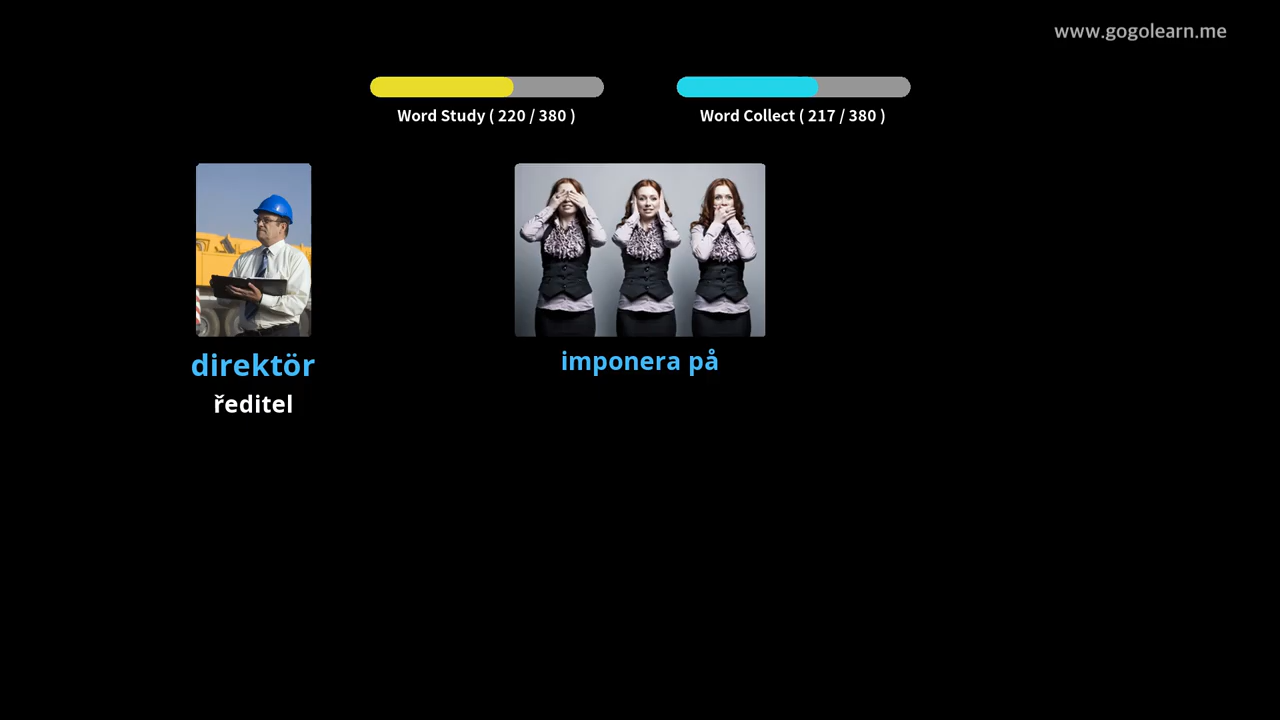 www.gogolearn.me
Word Study ( 220 / 380 )
Word Collect ( 217 / 380 )
direktör
ředitel
imponera på